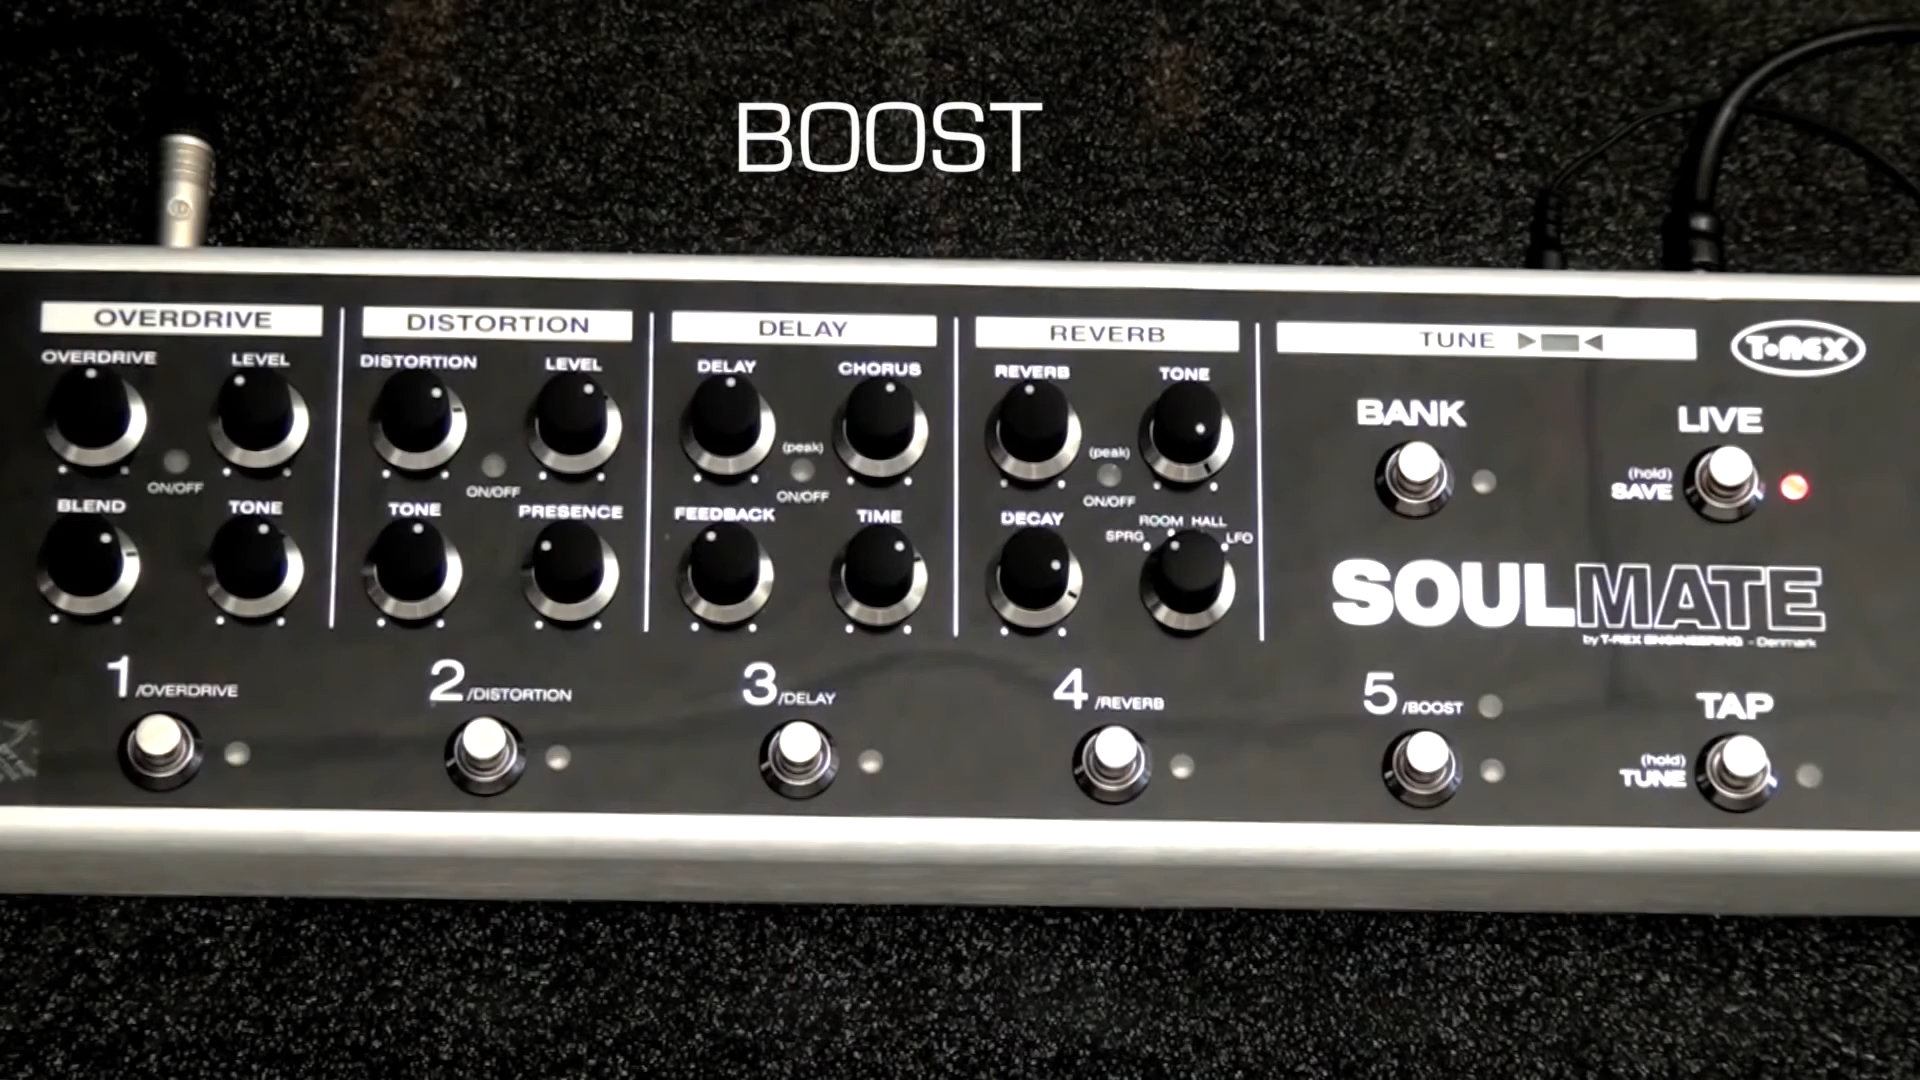 BOOST
OVERDRIVE
OVERDRIVE LEVEL
ON/OFF
BLEND TONE
DISTORTION
DISTORTION LEVEL
ON/OFF
TONE PRESENCE
DELAY
DELAY CHORUS
(peak)
ON/OFF
FEEDBACK TIME
REVERB
REVERB TONE
(peak)
ON/OFF
DECAY
ROOM HALL
SPRG LFO
TUNE
T-REX
BANK
LIVE
(hold)
SAVE
SOULMATE
by T-REX ENGINEERING - Denmark
1/OVERDRIVE
2/DISTORTION
3/DELAY
4/REVERB
5/BOOST
TAP
(hold)
TUNE